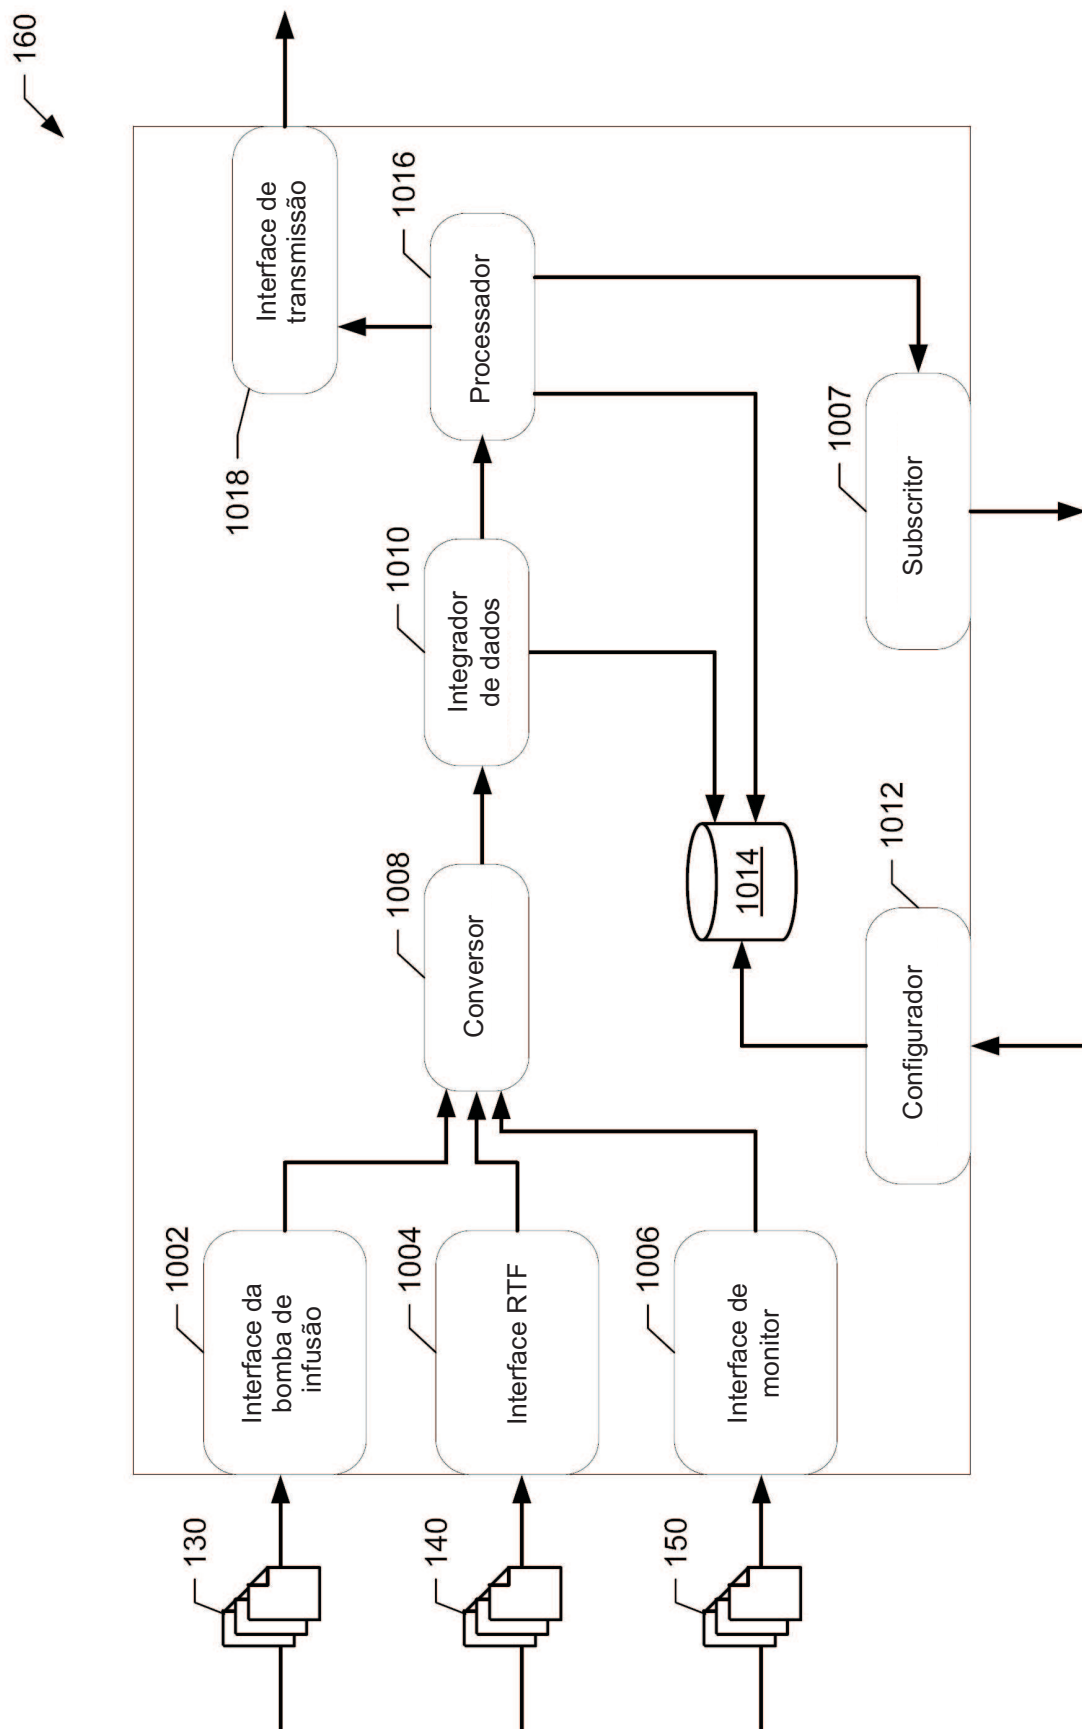 160
130
140
150
1002
Interface da
bomba de
infusão
1004
Interface RTF
1006
Interface de
monitor
1008
Conversor
1010
Integrador
de dados
1016
Processador
1018
Interface de
transmissão
1014
1012
Configurador
1007
Subscritor